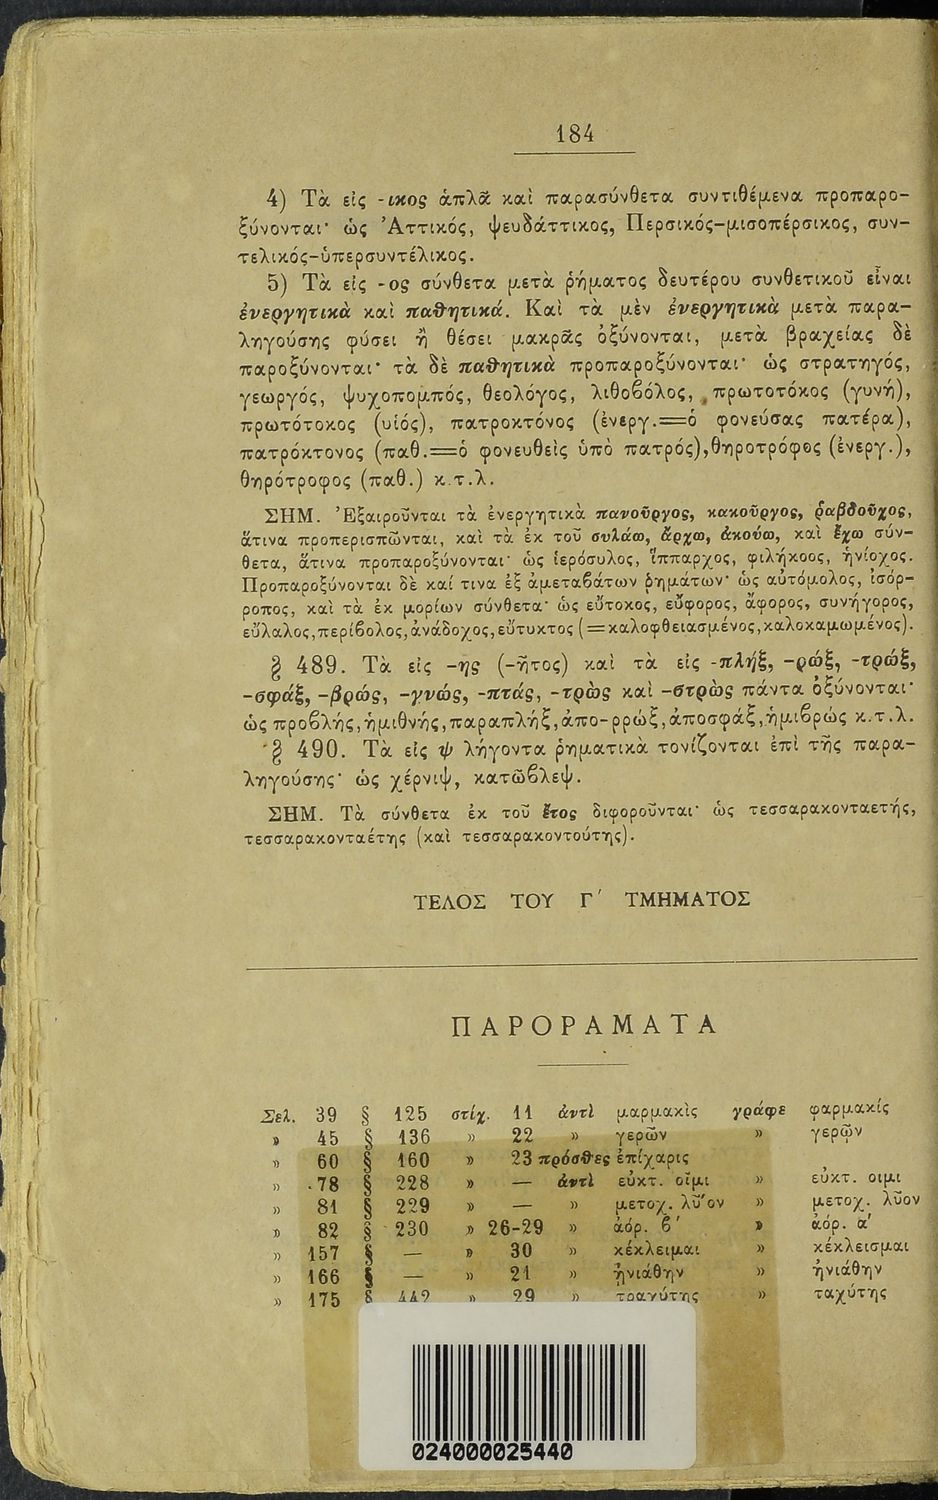 184
4) Τὰ εἰς -ικος ἁπλᾶ καὶ παρασύνθετα συντιθέμενα προπαρο-
ξύνονται· ὡς Ἀττικός, ψευδάττικος, Περσικός-μισοπέρσικος, συν-
τελικός-ὑπερσυντέλικος.
5) Τὰ εἰς -ος σύνθετα μετὰ ῥήματος δευτέρου συνθετικοῦ εἶναι
ἐνεργητικὰ καὶ παθητικά. Καὶ τὰ μὲν ἐνεργητικὰ μετὰ παρα-
ληγούσης φύσει ἢ θέσει μακρᾶς ὀξύνονται, μετὰ βραχείας δὲ
παροξύνονται· τὰ δὲ παθητικὰ προπαροξύνονται· ὡς στρατηγός,
γεωργός, ψυχοπομπός, θεολόγος, λιθοβόλος, πρωτοτόκος (γυνή),
πρωτότοκος (υἱός), πατροκτόνος (ἐνεργ.=ὁ φονεύσας πατέρα),
πατρόκτονος (παθ.=ὁ φονευθεὶς ὑπὸ πατρός),θηροτρόφος (ἐνεργ.),
θηρότροφος (παθ.) κ.τ.λ.
ΣΗΜ. Ἐξαιροῦνται τὰ ἐνεργητικὰ πανοῦργος, κακοῦργος, ῥαβδοῦχος,
ἅτινα προπερισπῶνται, καὶ τὰ ἐκ τοῦ συλάω, ἄρχω, ἀκούω, καὶ ἔχω σύν-
θετα, ἅτινα προπαροξύνονται· ὡς ἱερόσυλος, ἵππαρχος, φιλήκοος, ἡνίοχος.
Προπαροξύνονται δὲ καί τινα ἐξ ἀμεταβάτων ῥημάτων· ὡς αὐτόμολος, ἰσόρ-
ροπος, καὶ τὰ ἐκ μορίων σύνθετα· ὡς εὔτοκος, εὔφορος, ἄφορος, συνήγορος,
εὔλαλος,περίβολος,ἀνάδοχος,εὔτυκτος (=καλοφθειασμένος,καλοκαμωμένος).
§ 489. Τὰ εἰς -ης (-ῆτος) καὶ τὰ εἰς -πλήξ, -ρώξ, -τρώξ,
-σφάξ, -βρώς, -γνώς, -πτάς, -τρὼς καὶ -στρὼς πάντα ὀξύνονται·
ὡς προβλής,ἡμιθνής,παραπλήξ,ἀπο-ρρώξ,ἀποσφάξ,ἡμιβρώς κ.τ.λ.
§ 490. Τὰ εἰς ψ λήγοντα ῥηματικὰ τονίζονται ἐπὶ τῆς παρα-
ληγούσης· ὡς χέρνιψ, κατῶβλεψ.
ΣΗΜ. Τὰ σύνθετα ἐκ τοῦ ἔτος διφοροῦνται· ὡς τεσσαρακονταετής,
τεσσαρακονταέτης (καὶ τεσσαρακοντούτης).
ΤΕΛΟΣ ΤΟΥ Γ΄ ΤΜΗΜΑΤΟΣ
ΠΑΡΟΡΑΜΑΤΑ
Σελ. 39 § 125 στίχ. 11 ἀντὶ μαρμακὶς γράφε φαρμακίς
» 45 § 136 » 22 » γερῶν » γερῷν
» 60 § 160 » 23 πρόσθες ἐπίχαρις
» 78 § 228 » — ἀντὶ εὐκτ. οἶμι » εὐκτ. οιμι
» 81 § 229 » — » μετοχ. λῦ΄ον » μετοχ. λῦον
» 82 § 230 » 26-29 » ἀόρ. β΄ » ἀόρ. α΄
» 157 § — » 30 » κέκλειμαι » κέκλεισμαι
» 166 § — » 21 » ᾐνιάθην » ἠνιάθην
» 175 § 442 » 29 » τραχύτης » ταχύτης
024000025440